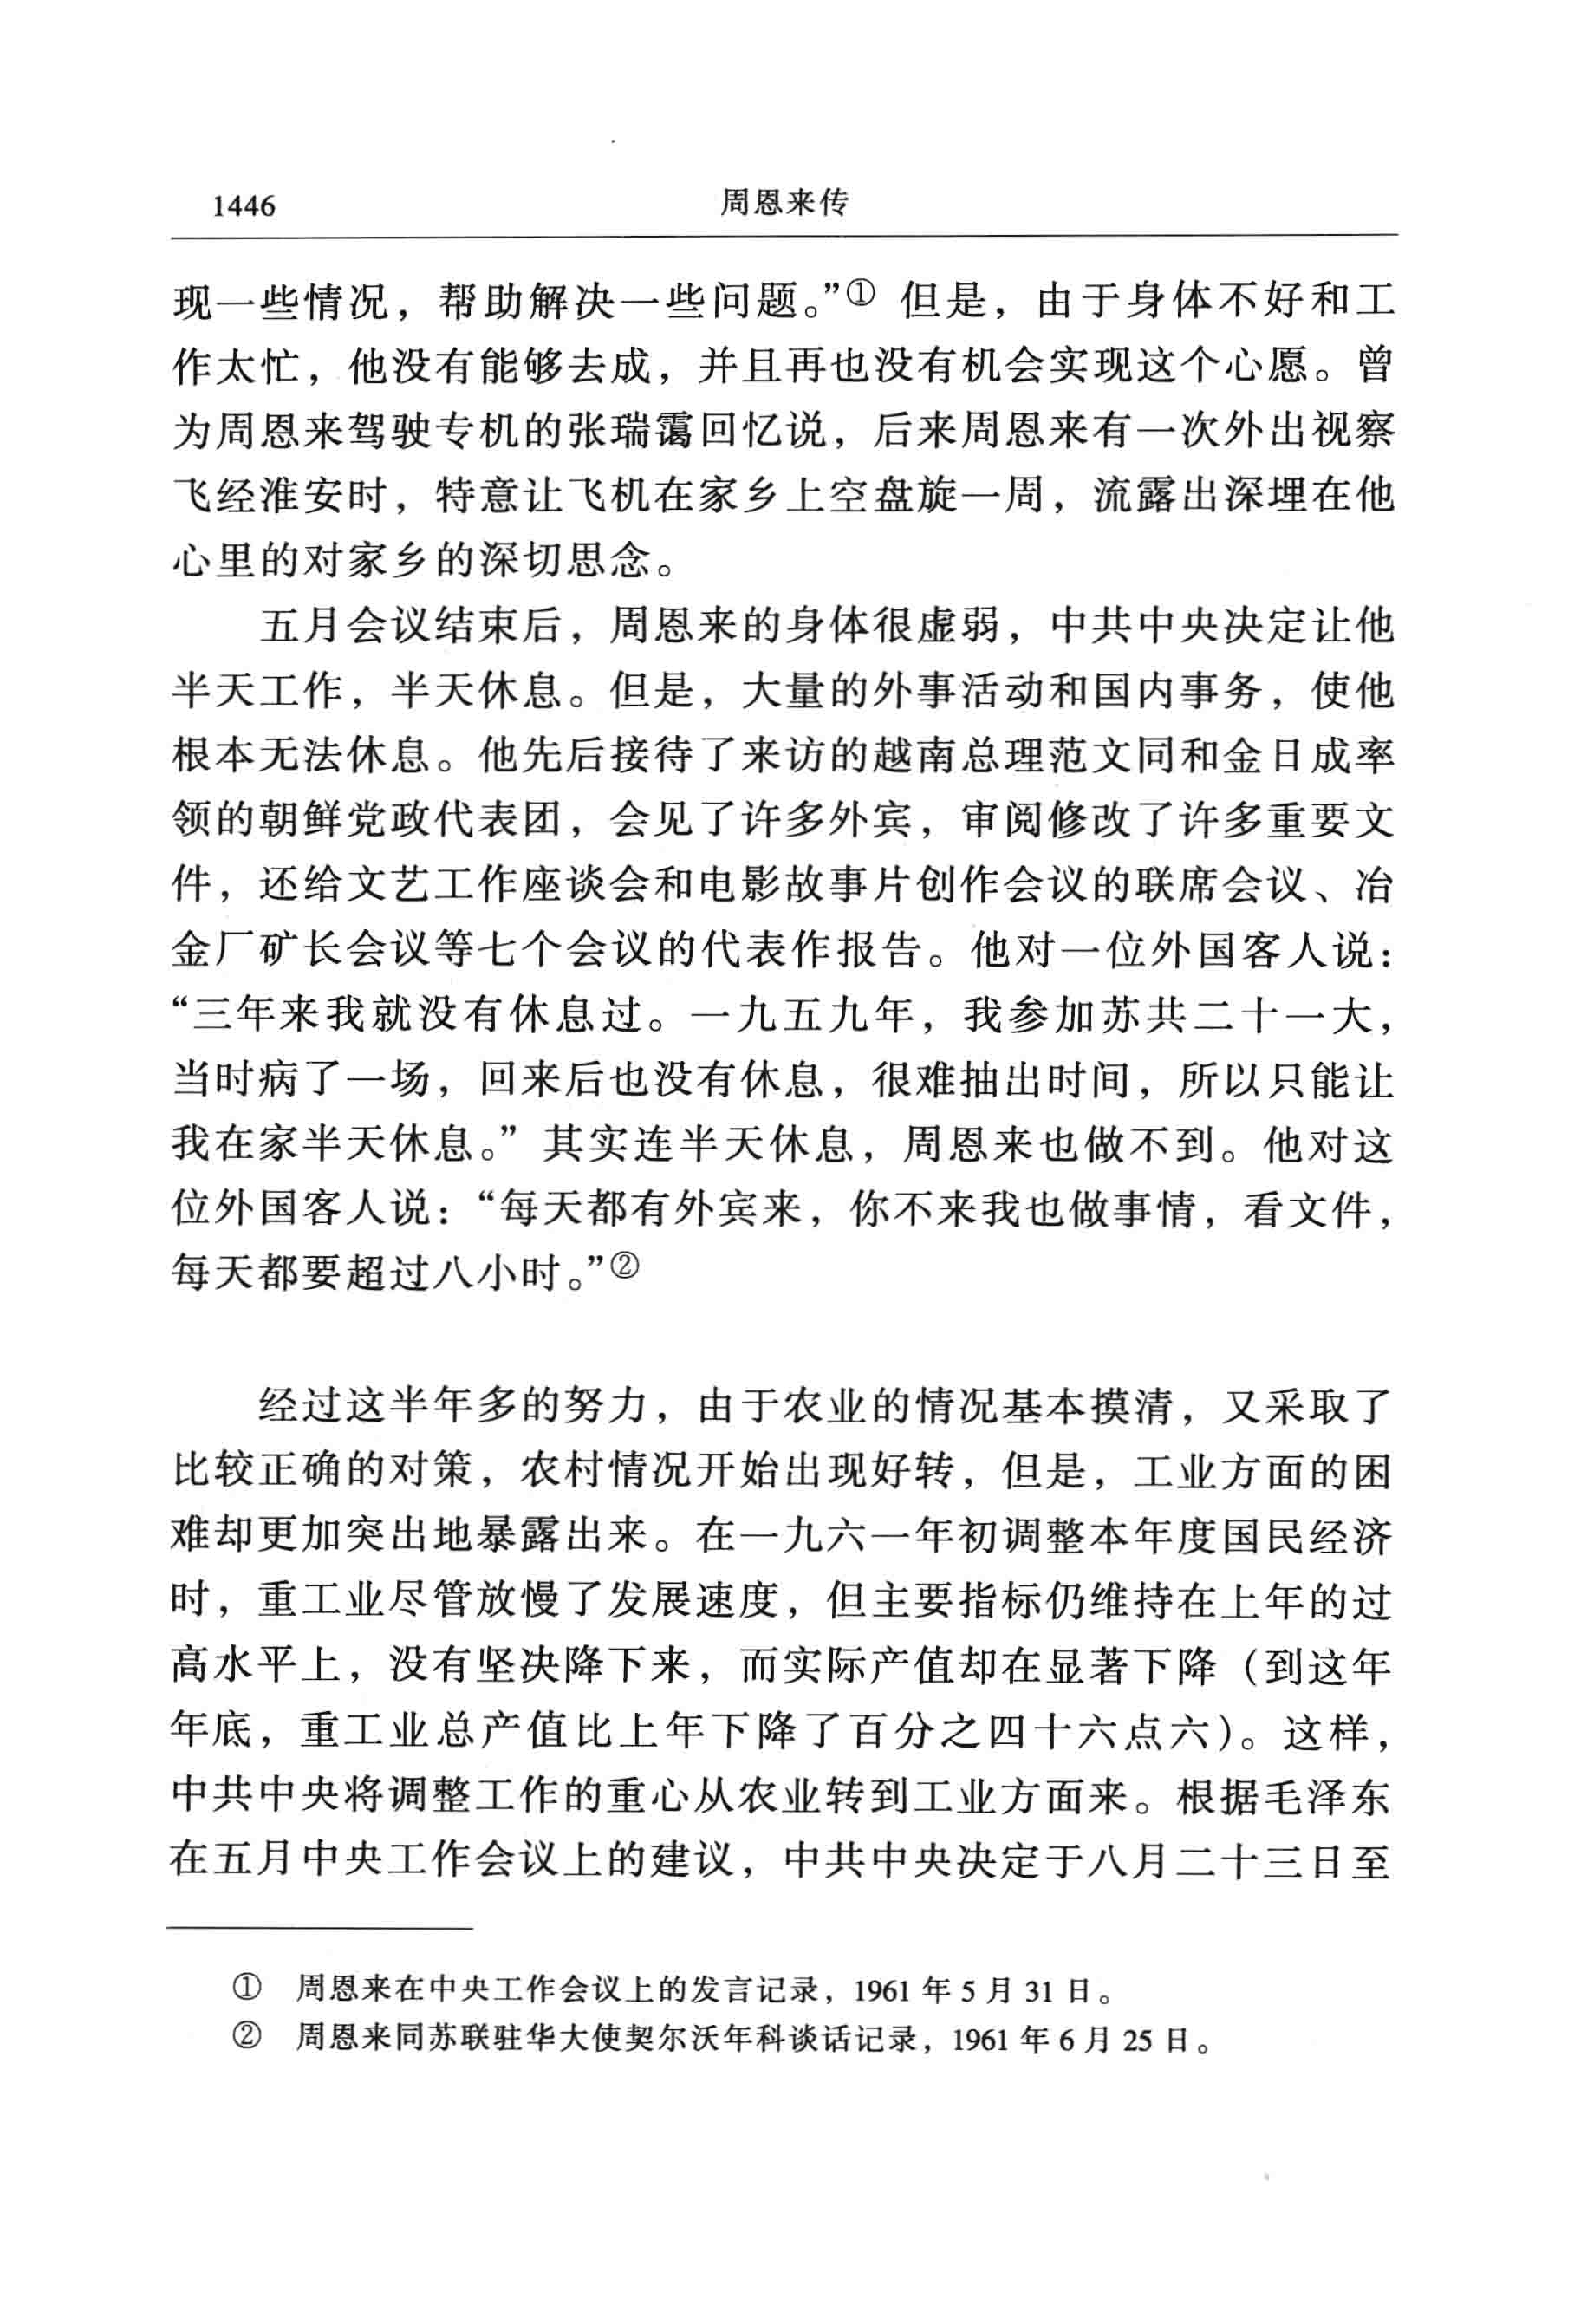 1446 周恩来传
现一些情况，帮助解决一些问题。”① 但是，由于身体不好和工
作太忙，他没有能够去成，并且再也没有机会实现这个心愿。曾
为周恩来驾驶专机的张瑞霭回忆说，后来周恩来有一次外出视察
飞经淮安时，特意让飞机在家乡上空盘旋一周，流露出深埋在他
心里的对家乡的深切思念。
五月会议结束后，周恩来的身体很虚弱，中共中央决定让他
半天工作，半天休息。但是，大量的外事活动和国内事务，使他
根本无法休息。他先后接待了来访的越南总理范文同和金日成率
领的朝鲜党政代表团，会见了许多外宾，审阅修改了许多重要文
件，还给文艺工作座谈会和电影故事片创作会议的联席会议、冶
金厂矿长会议等七个会议的代表作报告。他对一位外国客人说：
“三年来我就没有休息过。一九五九年，我参加苏共二十一大，
当时病了一场，回来后也没有休息，很难抽出时间，所以只能让
我在家半天休息。”其实连半天休息，周恩来也做不到。他对这
位外国客人说：“每天都有外宾来，你不来我也做事情，看文件，
每天都要超过八小时。”②
经过这半年多的努力，由于农业的情况基本摸清，又采取了
比较正确的对策，农村情况开始出现好转，但是，工业方面的困
难却更加突出地暴露出来。在一九六一年初调整本年度国民经济
时，重工业尽管放慢了发展速度，但主要指标仍维持在上年的过
高水平上，没有坚决降下来，而实际产值却在显著下降（到这年
年底，重工业总产值比上年下降了百分之四十六点六）。这样，
中共中央将调整工作的重心从农业转到工业方面来。根据毛泽东
在五月中央工作会议上的建议，中共中央决定于八月二十三日至
① 周恩来在中央工作会议上的发言记录，1961 年 5 月 31 日。
② 周恩来同苏联驻华大使契尔沃年科谈话记录，1961 年 6 月 25 日。